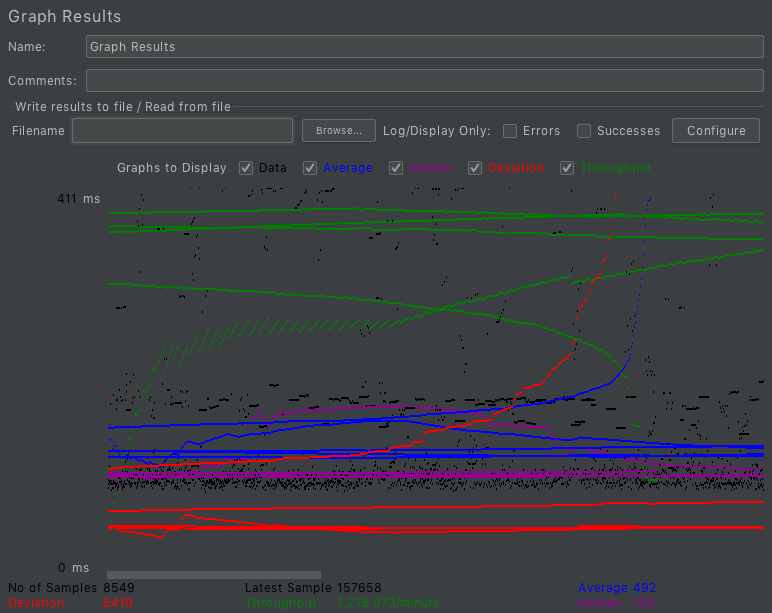 Graph Results
Name: Graph Results
Comments:
Write results to file / Read from file
Filename Browse... Log/Display Only: Errors Successes Configure
Graphs to Display Data Average Median Deviation Throughput
411 ms
0 ms
No of Samples 8549 Latest Sample 157658 Average 492
Deviation 6419 Throughput 1,215.973/minute Median 106